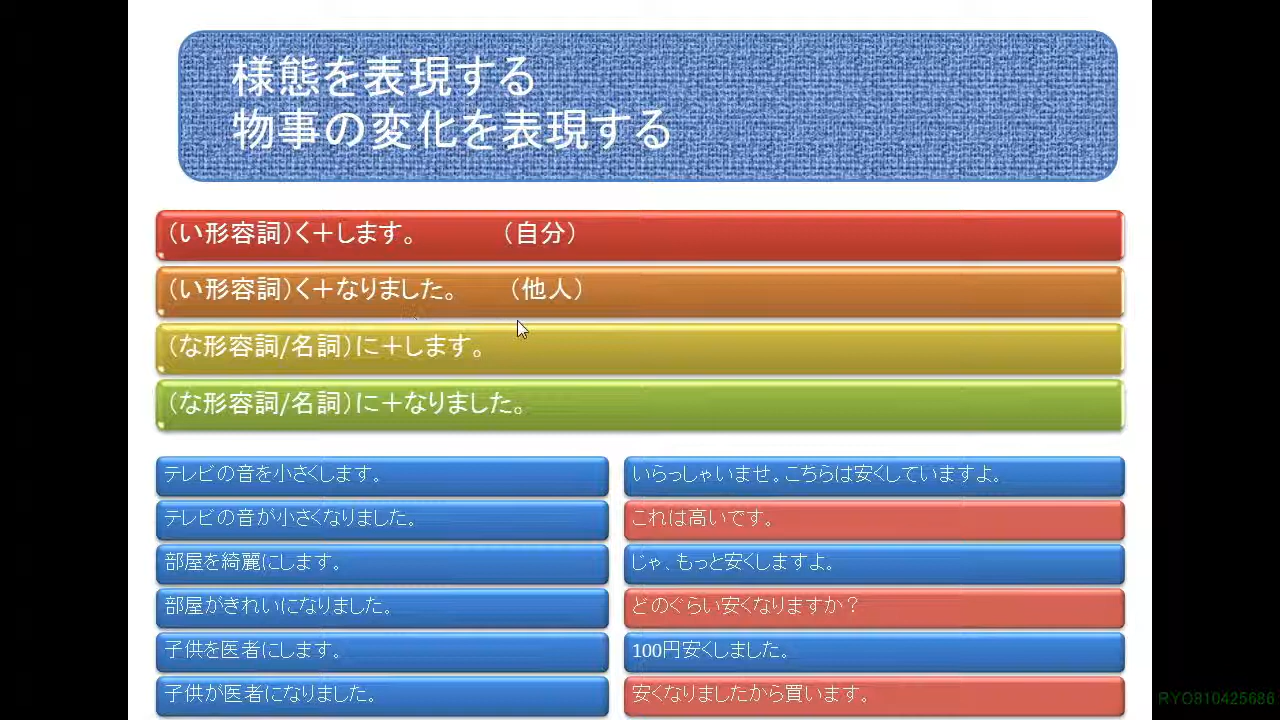 様態を表現する
物事の変化を表現する
（い形容詞）く＋します。　（自分）
（い形容詞）く＋なりました。　（他人）
（な形容詞/名詞）に＋します。
（な形容詞/名詞）に＋なりました。
テレビの音を小さくします。
テレビの音が小さくなりました。
部屋を綺麗にします。
部屋がきれいになりました。
子供を医者にします。
子供が医者になりました。
いらっしゃいませ。こちらは安くしていますよ。
これは高いです。
じゃ、もっと安くしますよ。
どのぐらい安くなりますか？
100円安くしました。
安くなりましたから買います。
RYO810425686